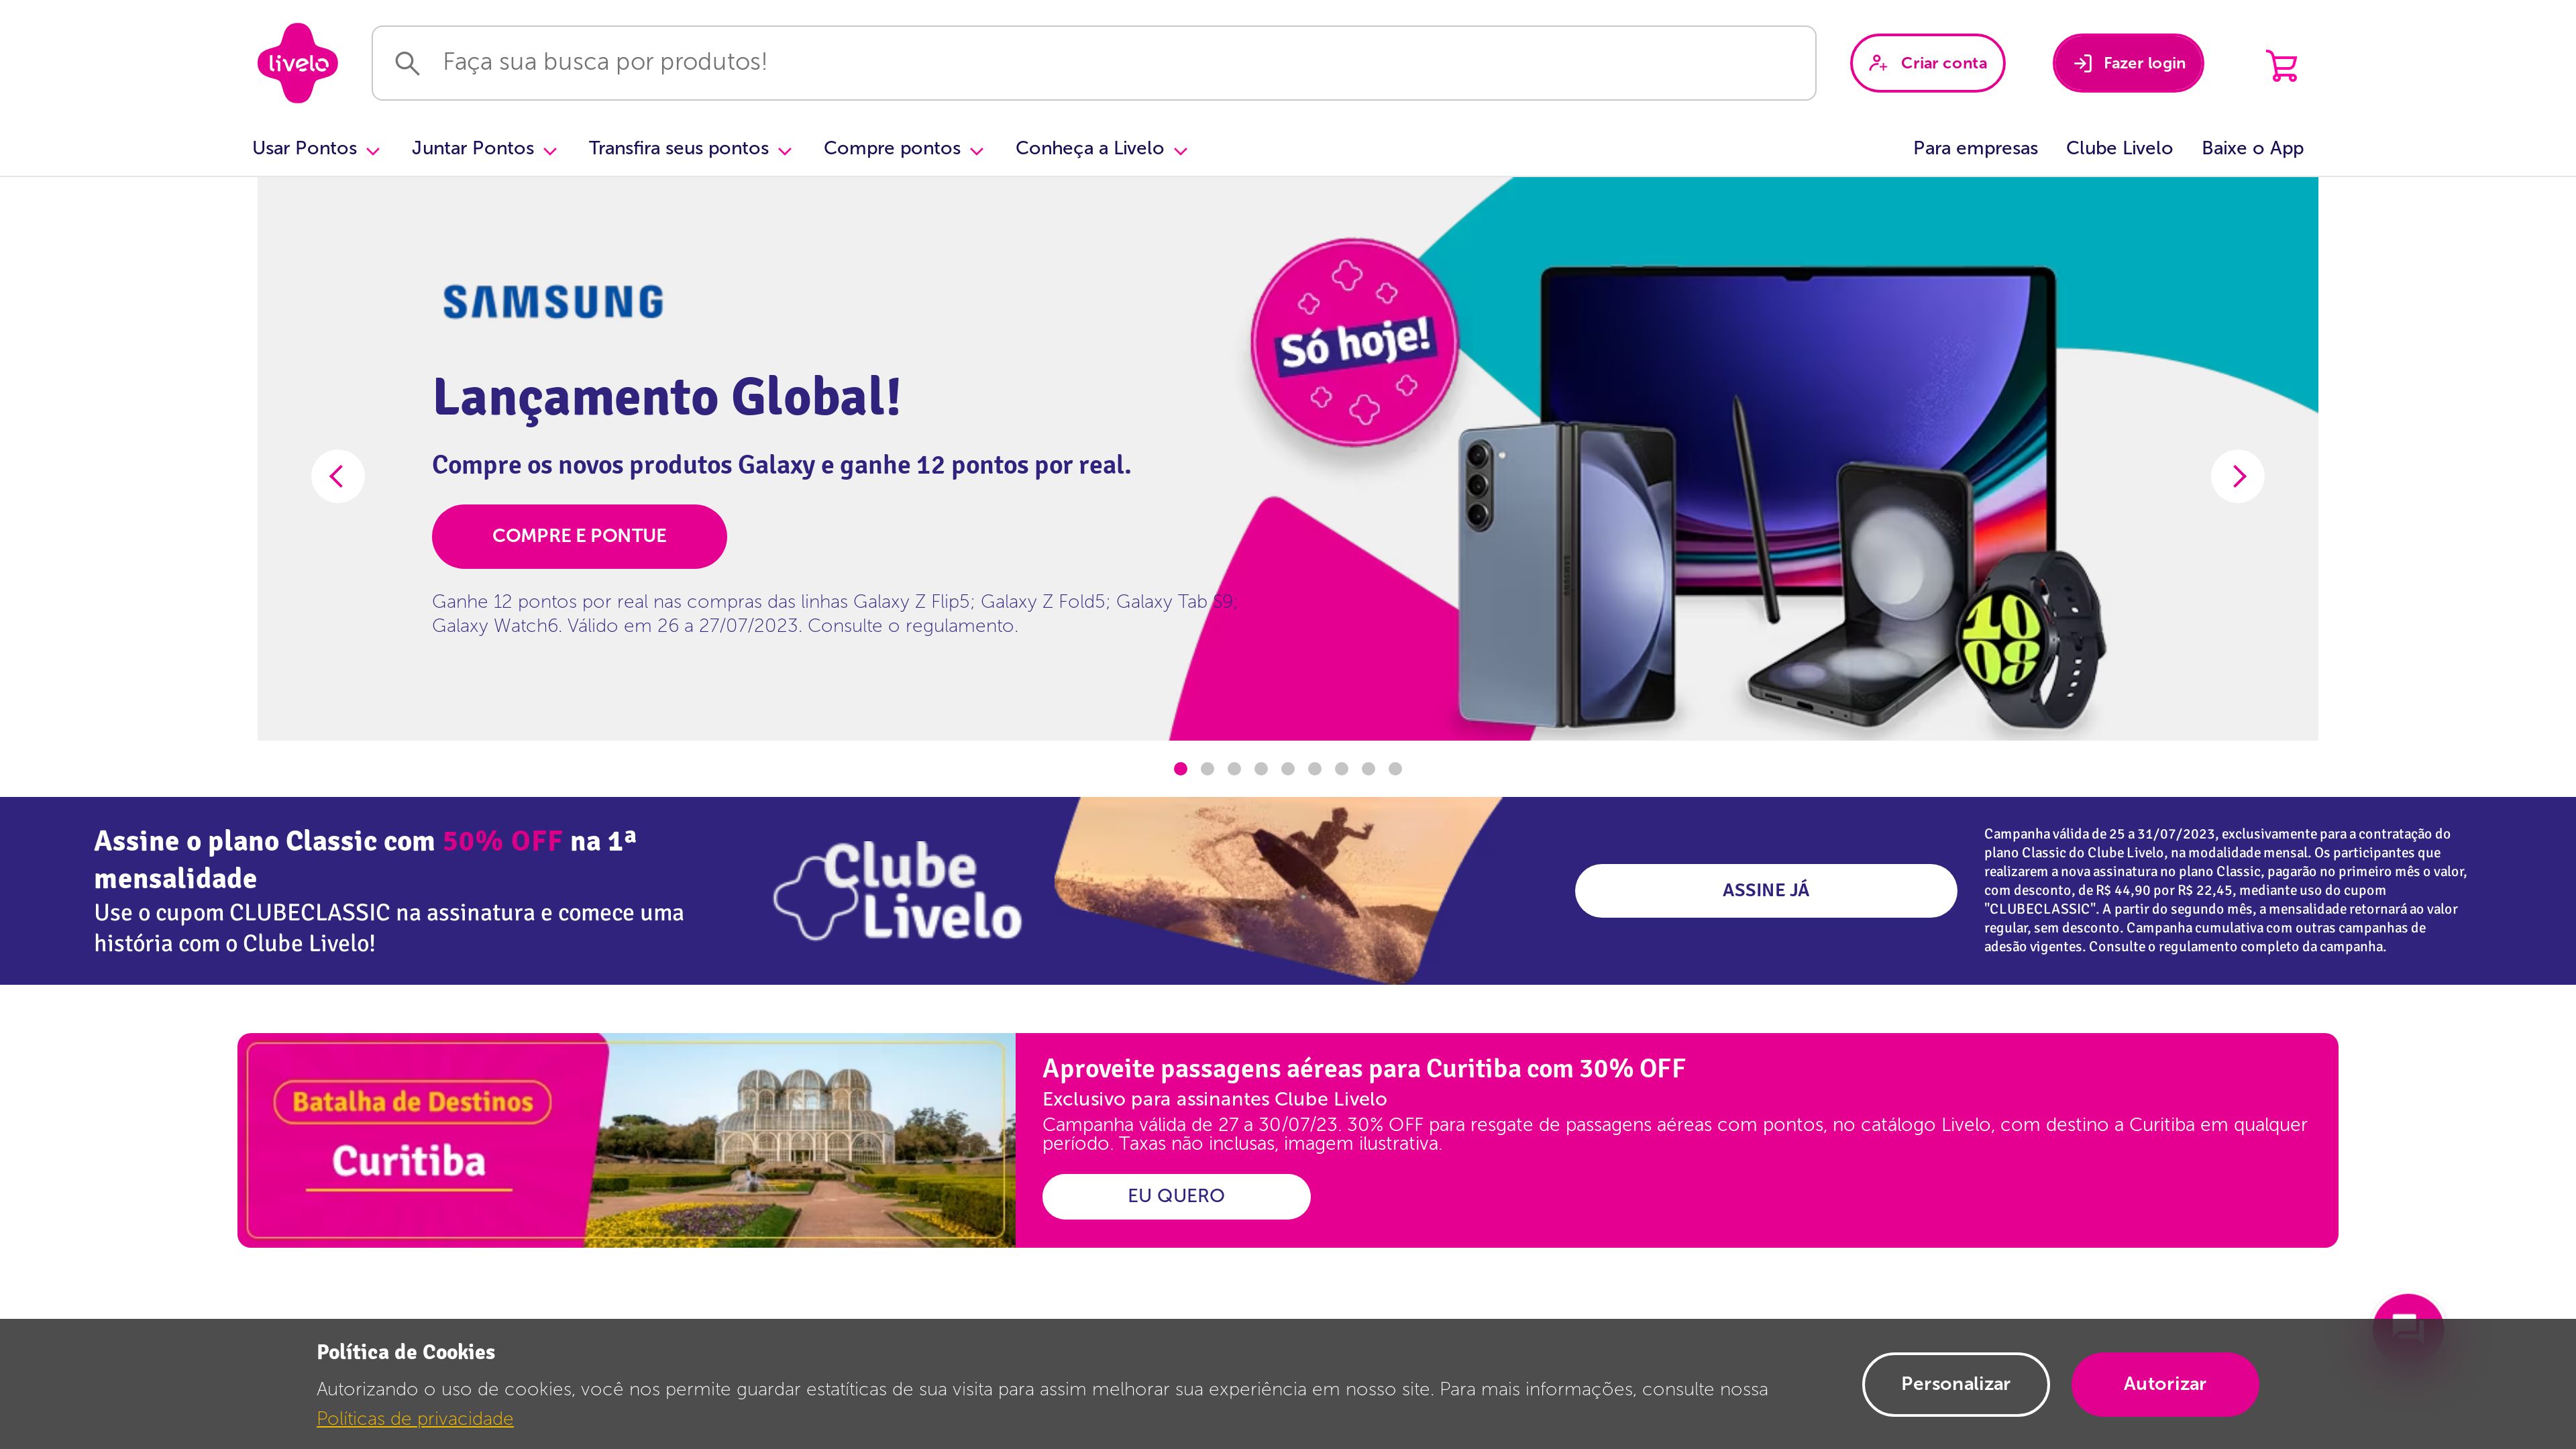 livelo
Faça sua busca por produtos!
Criar conta
Fazer login
Usar Pontos
Juntar Pontos
Transfira seus pontos
Compre pontos
Conheça a Livelo
Para empresas
Clube Livelo
Baixe o App
SAMSUNG
Lançamento Global!
Compre os novos produtos Galaxy e ganhe 12 pontos por real.
COMPRE E PONTUE
Ganhe 12 pontos por real nas compras das linhas Galaxy Z Flip5; Galaxy Z Fold5; Galaxy Tab S9;
Galaxy Watch6. Válido em 26 a 27/07/2023. Consulte o regulamento.
Só hoje!
10
08
Assine o plano Classic com 50% OFF na 1ª
mensalidade
Use o cupom CLUBECLASSIC na assinatura e comece uma
história com o Clube Livelo!
Clube
Livelo
ASSINE JÁ
Campanha válida de 25 a 31/07/2023, exclusivamente para a contratação do
plano Classic do Clube Livelo, na modalidade mensal. Os participantes que
realizarem a nova assinatura no plano Classic, pagarão no primeiro mês o valor,
com desconto, de R$ 44,90 por R$ 22,45, mediante uso do cupom
"CLUBECLASSIC". A partir do segundo mês, a mensalidade retornará ao valor
regular, sem desconto. Campanha cumulativa com outras campanhas de
adesão vigentes. Consulte o regulamento completo da campanha.
Batalha de Destinos
Curitiba
Aproveite passagens aéreas para Curitiba com 30% OFF
Exclusivo para assinantes Clube Livelo
Campanha válida de 27 a 30/07/23. 30% OFF para resgate de passagens aéreas com pontos, no catálogo Livelo, com destino a Curitiba em qualquer
período. Taxas não inclusas, imagem ilustrativa.
EU QUERO
Política de Cookies
Autorizando o uso de cookies, você nos permite guardar estatíticas de sua visita para assim melhorar sua experiência em nosso site. Para mais informações, consulte nossa
Políticas de privacidade
Personalizar
Autorizar